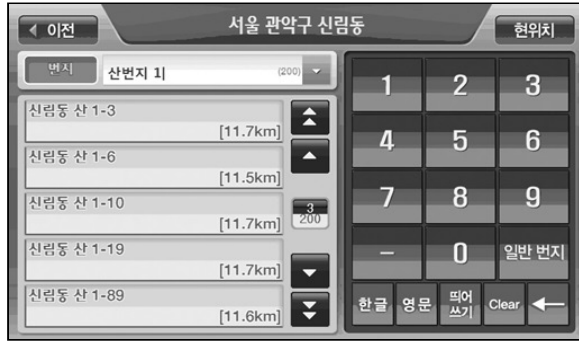 이전
서울 관악구 신림동
현위치
번지
산번지 1
(200)
신림동 산 1-3
[11.7km]
신림동 산 1-6
[11.5km]
신림동 산 1-10
[11.7km]
신림동 산 1-19
[11.7km]
신림동 산 1-89
[11.6km]
3
200
1 2 3
4 5 6
7 8 9
- 0 일반 번지
한글 영문 띄어
쓰기 Clear